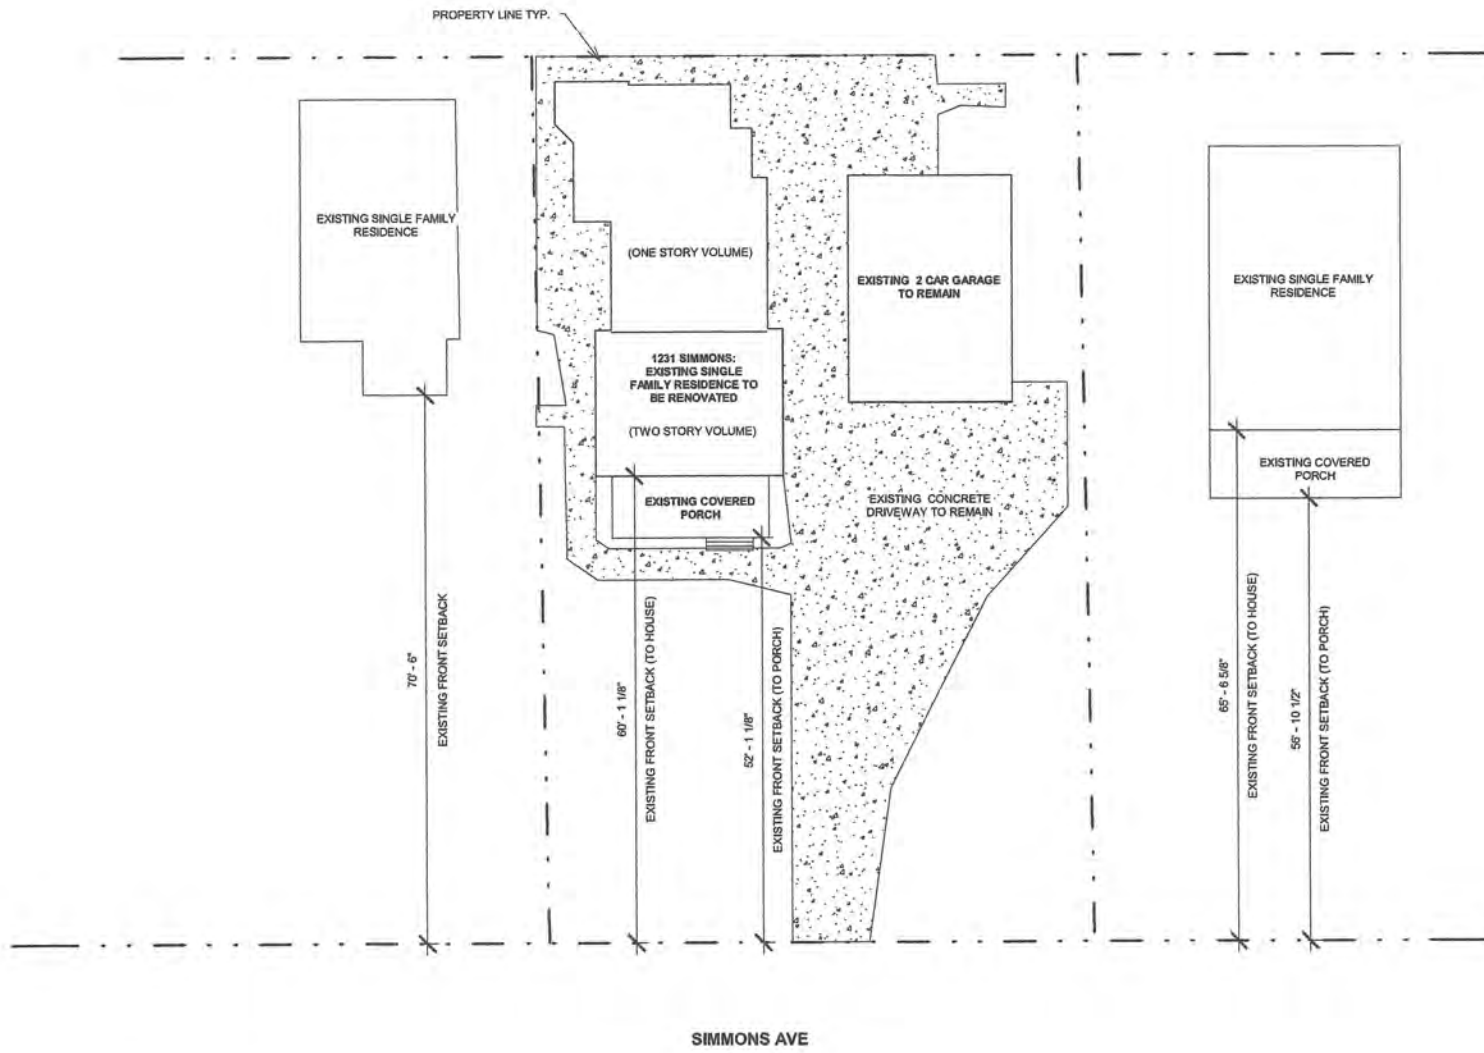 PROPERTY LINE TYP.
EXISTING SINGLE FAMILY
RESIDENCE
(ONE STORY VOLUME)
EXISTING 2 CAR GARAGE
TO REMAIN
EXISTING SINGLE FAMILY
RESIDENCE
1231 SIMMONS:
EXISTING SINGLE
FAMILY RESIDENCE TO
BE RENOVATED
(TWO STORY VOLUME)
EXISTING COVERED
PORCH
EXISTING CONCRETE
DRIVEWAY TO REMAIN
EXISTING COVERED
PORCH
70' - 6"
EXISTING FRONT SETBACK
60' - 1 1/8"
EXISTING FRONT SETBACK (TO HOUSE)
52' - 1 1/8"
EXISTING FRONT SETBACK (TO PORCH)
65' - 6 5/8"
EXISTING FRONT SETBACK (TO HOUSE)
56' - 10 1/2"
EXISTING FRONT SETBACK (TO PORCH)
SIMMONS AVE